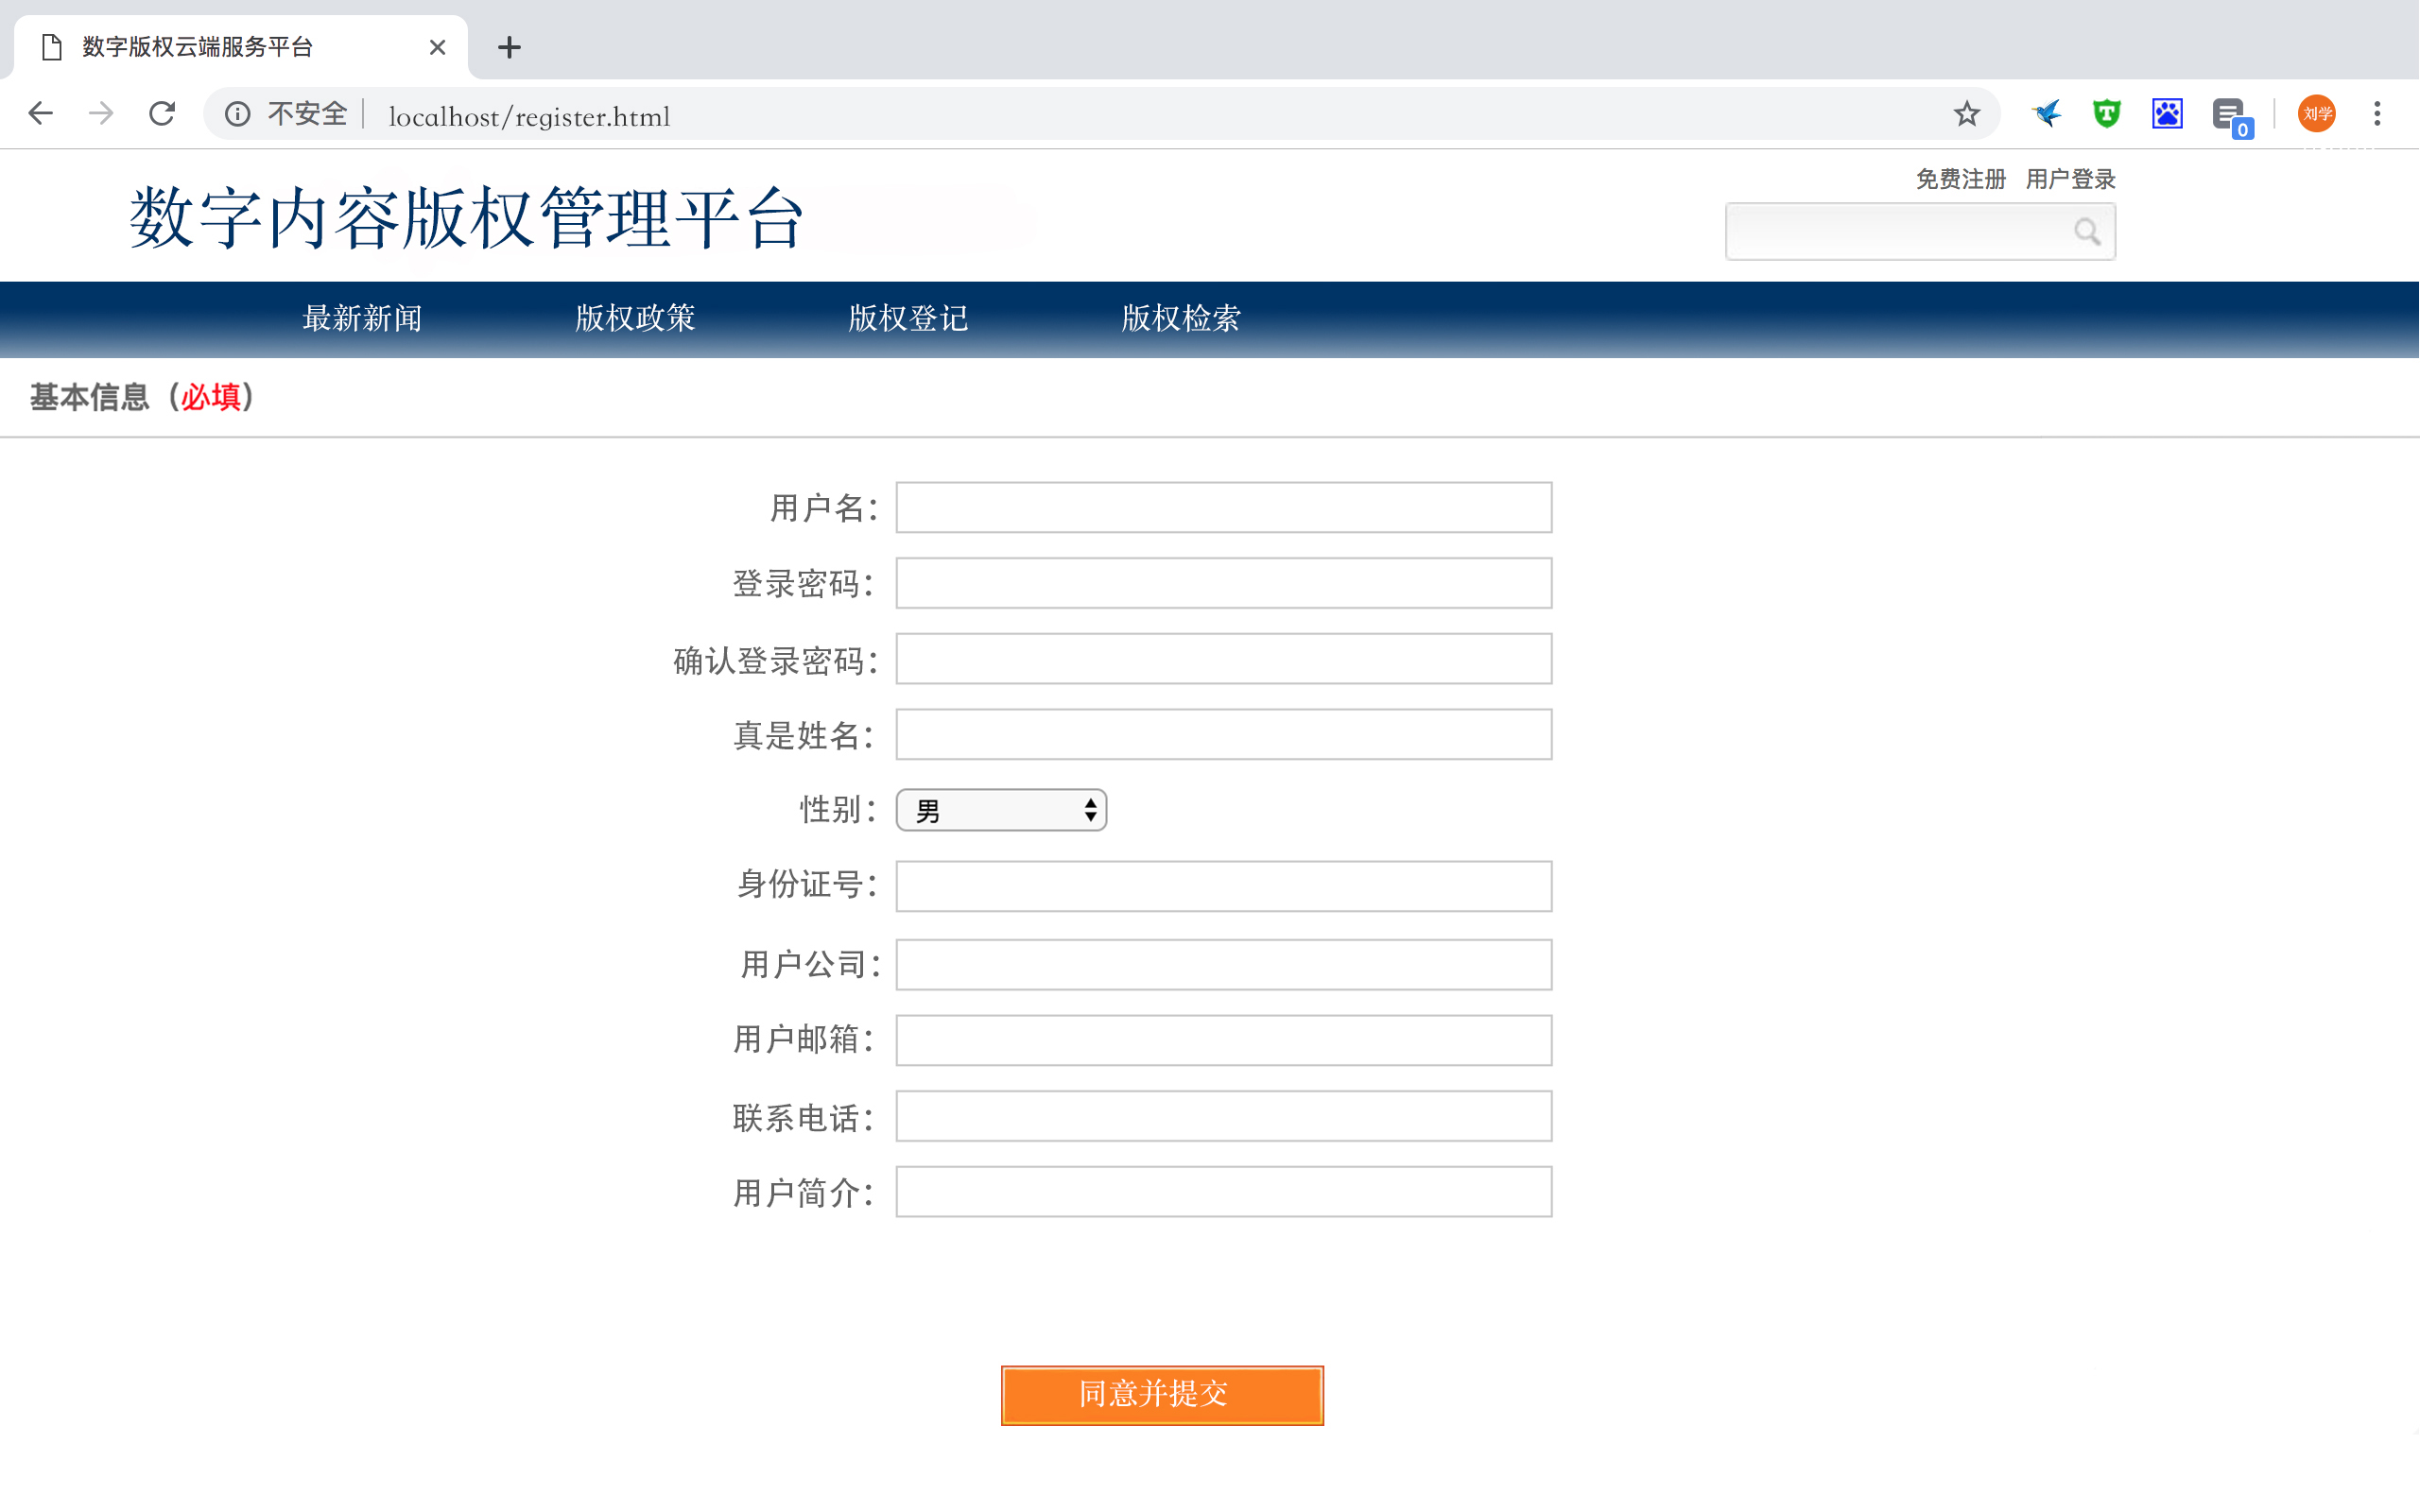 数字版权云端服务平台
不安全 localhost/register.html
0
刘学
免费注册 用户登录
数字内容版权管理平台
最新新闻 版权政策 版权登记 版权检索
基本信息（必填）
用户名：
登录密码：
确认登录密码：
真是姓名：
性别： 男
身份证号：
用户公司：
用户邮箱：
联系电话：
用户简介：
同意并提交